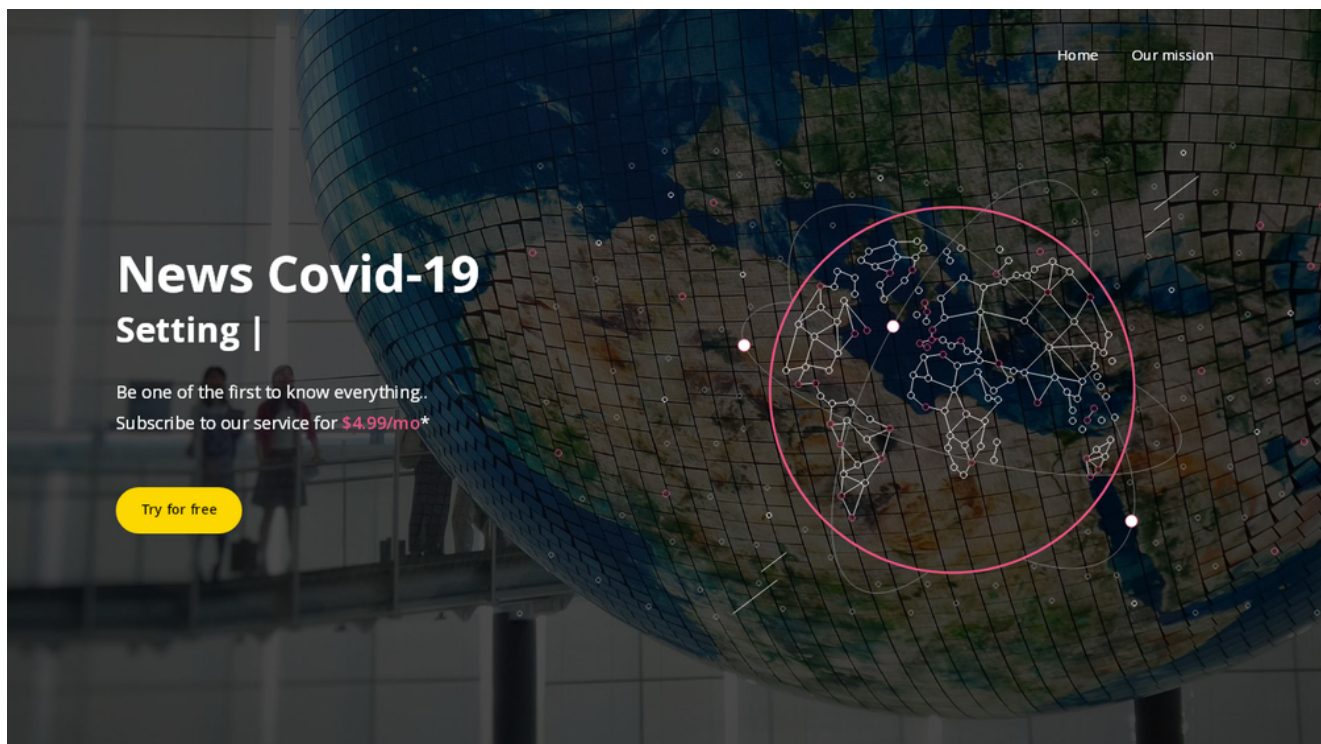 Home Our mission
News Covid-19
Setting |
Be one of the first to know everything..
Subscribe to our service for $4.99/mo*
Try for free